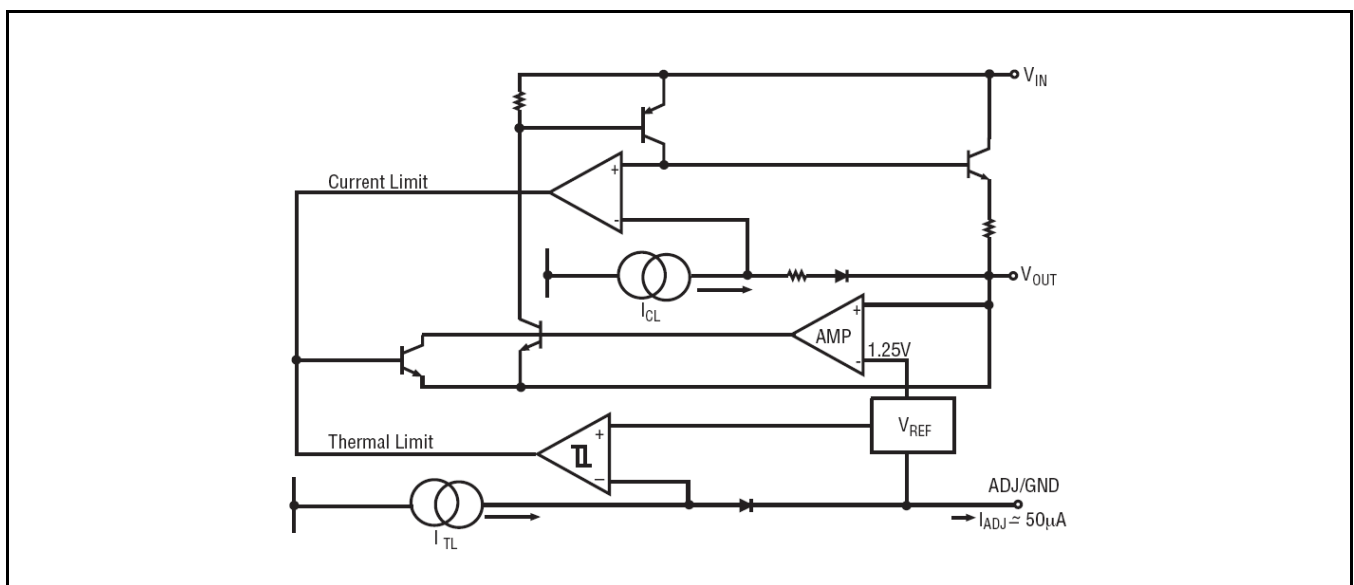 V_IN
+
Current Limit
-
V_OUT
I_CL
+
AMP
1.25V
-
V_REF
Thermal Limit
+
−
ADJ/GND
I_ADJ ≃ 50µA
I_TL